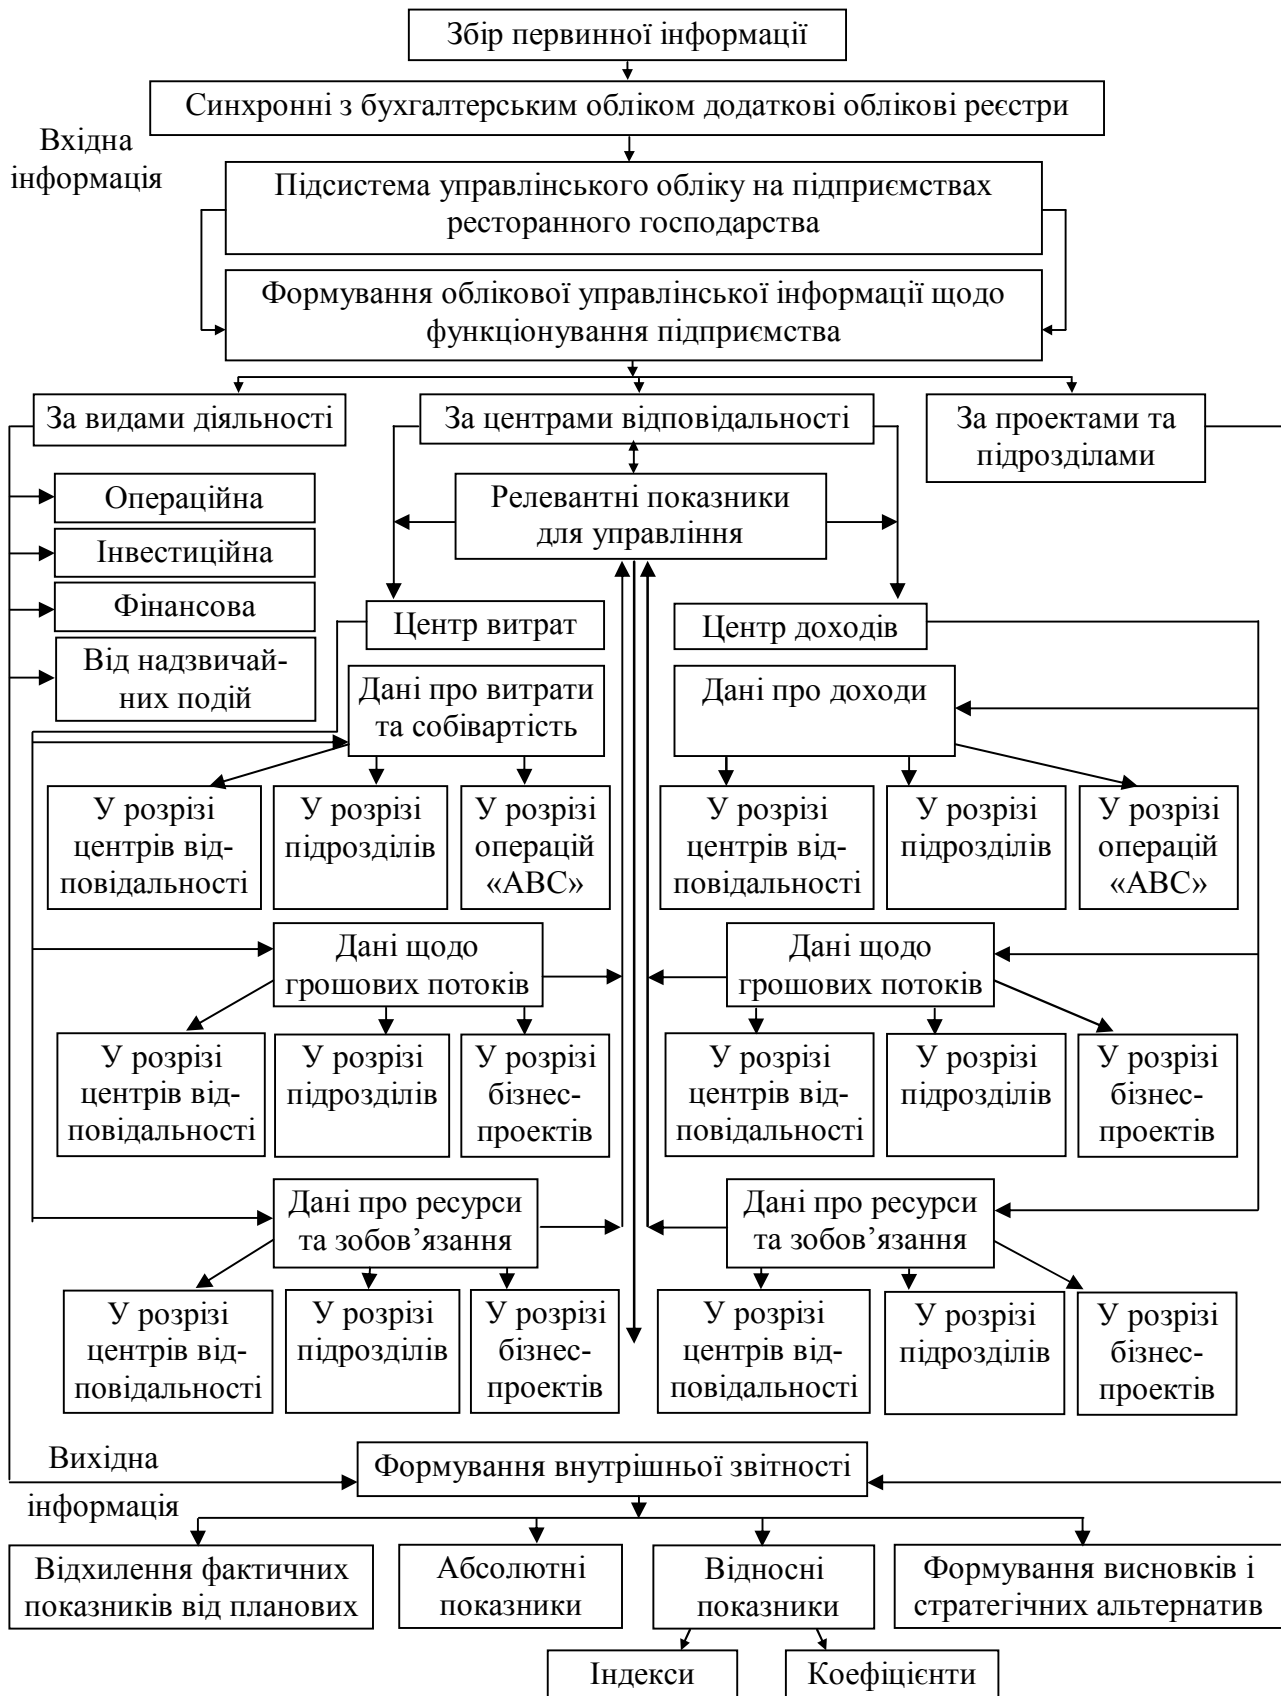 Збір первинної інформації
Синхронні з бухгалтерським обліком додаткові облікові реєстри
Вхідна
інформація
Підсистема управлінського обліку на підприємствах
ресторанного господарства
Формування облікової управлінської інформації щодо
функціонування підприємства
За видами діяльності
За центрами відповідальності
За проектами та
підрозділами
Операційна
Інвестиційна
Фінансова
Від надзвичай-
них подій
Релевантні показники
для управління
Центр витрат
Центр доходів
Дані про витрати
та собівартість
Дані про доходи
У розрізі
центрів від-
повідальності
У розрізі
підрозділів
У розрізі
операцій
«АВС»
У розрізі
центрів від-
повідальності
У розрізі
підрозділів
У розрізі
операцій
«АВС»
Дані щодо
грошових потоків
Дані щодо
грошових потоків
У розрізі
центрів від-
повідальності
У розрізі
підрозділів
У розрізі
бізнес-
проектів
У розрізі
центрів від-
повідальності
У розрізі
підрозділів
У розрізі
бізнес-
проектів
Дані про ресурси
та зобов’язання
Дані про ресурси
та зобов’язання
У розрізі
центрів від-
повідальності
У розрізі
підрозділів
У розрізі
бізнес-
проектів
У розрізі
центрів від-
повідальності
У розрізі
підрозділів
У розрізі
бізнес-
проектів
Вихідна
інформація
Формування внутрішньої звітності
Відхилення фактичних
показників від планових
Абсолютні
показники
Відносні
показники
Формування висновків і
стратегічних альтернатив
Індекси
Коефіцієнти